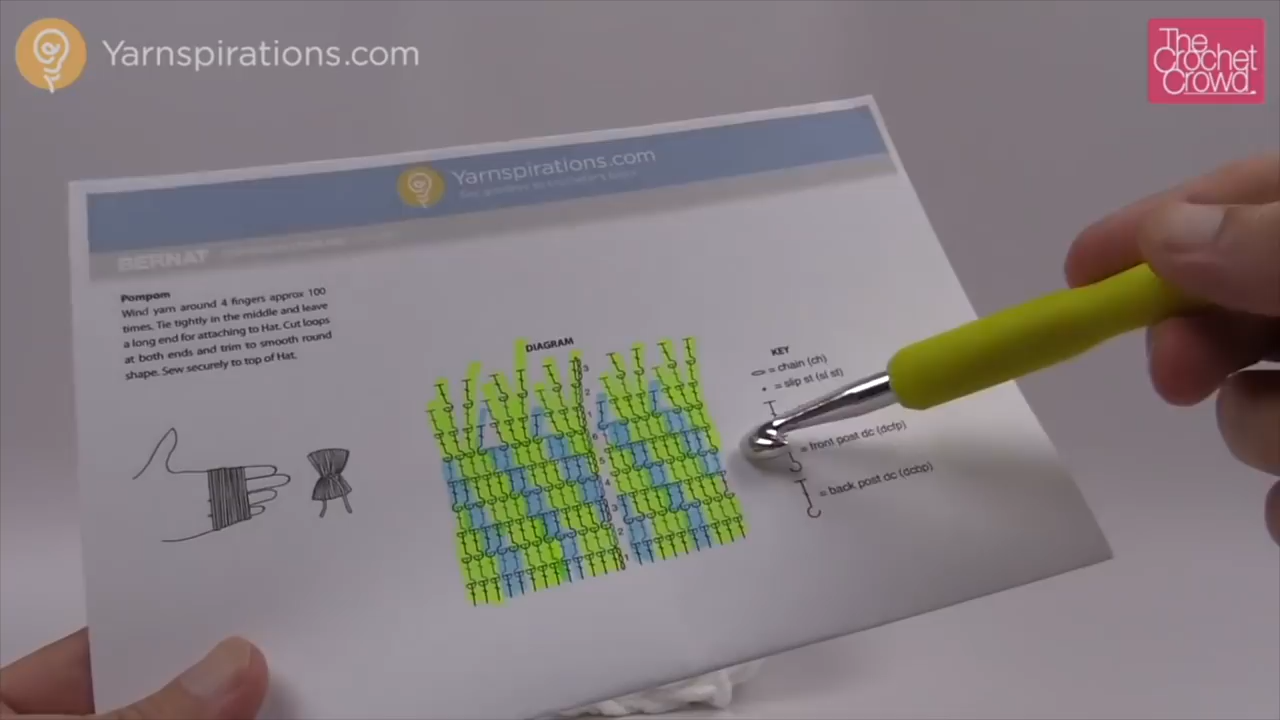 Yarnspirations.com
The
Crochet
Crowd
Yarnspirations.com
BERNAT
Pompom
Wind yarn around 4 fingers approx 100
times. Tie tightly in the middle and leave
a long end for attaching to Hat. Cut loops
at both ends and trim to smooth round
shape. Sew securely to top of Hat.
DIAGRAM
KEY
= chain (ch)
= slip st (sl st)
= front post dc (dcfp)
= back post dc (dcbp)